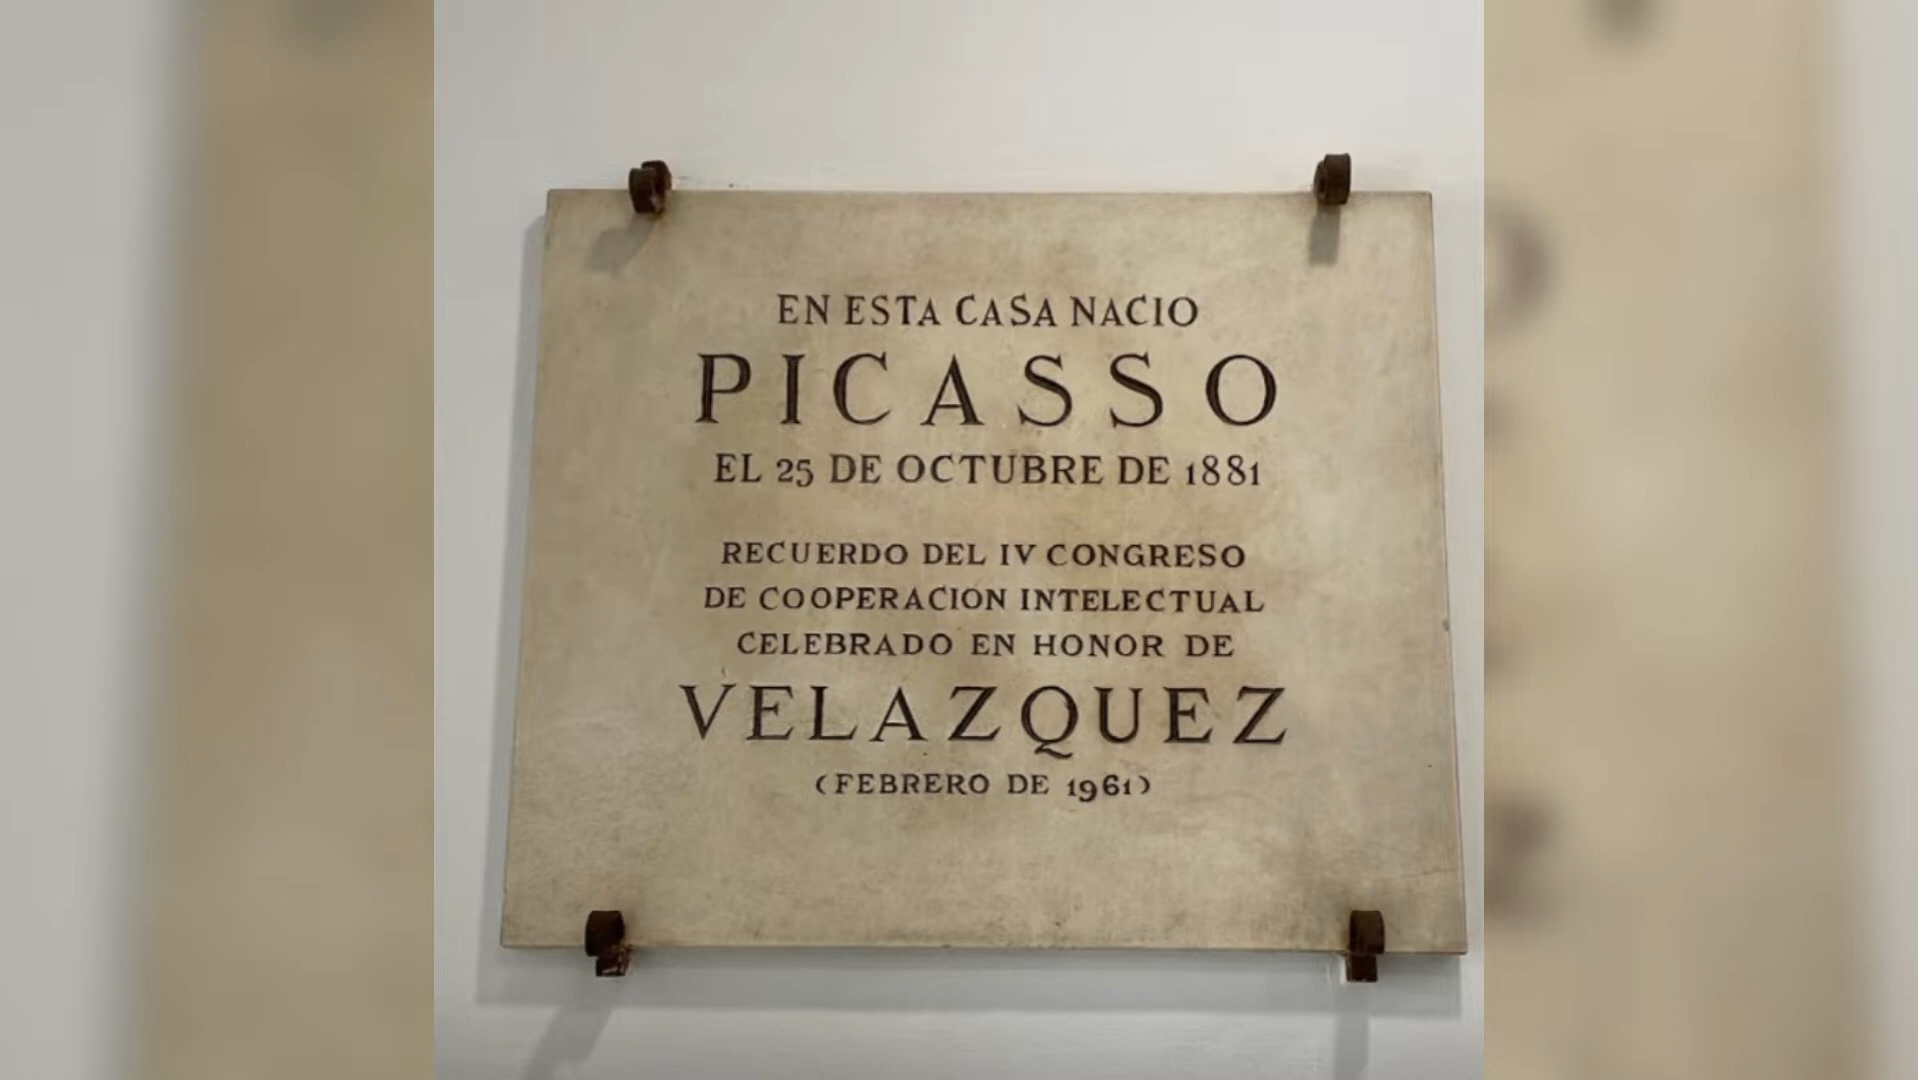 EN ESTA CASA NACIO
PICASSO
EL 25 DE OCTUBRE DE 1881
RECUERDO DEL IV CONGRESO
DE COOPERACION INTELECTUAL
CELEBRADO EN HONOR DE
VELAZQUEZ
(FEBRERO DE 1961)